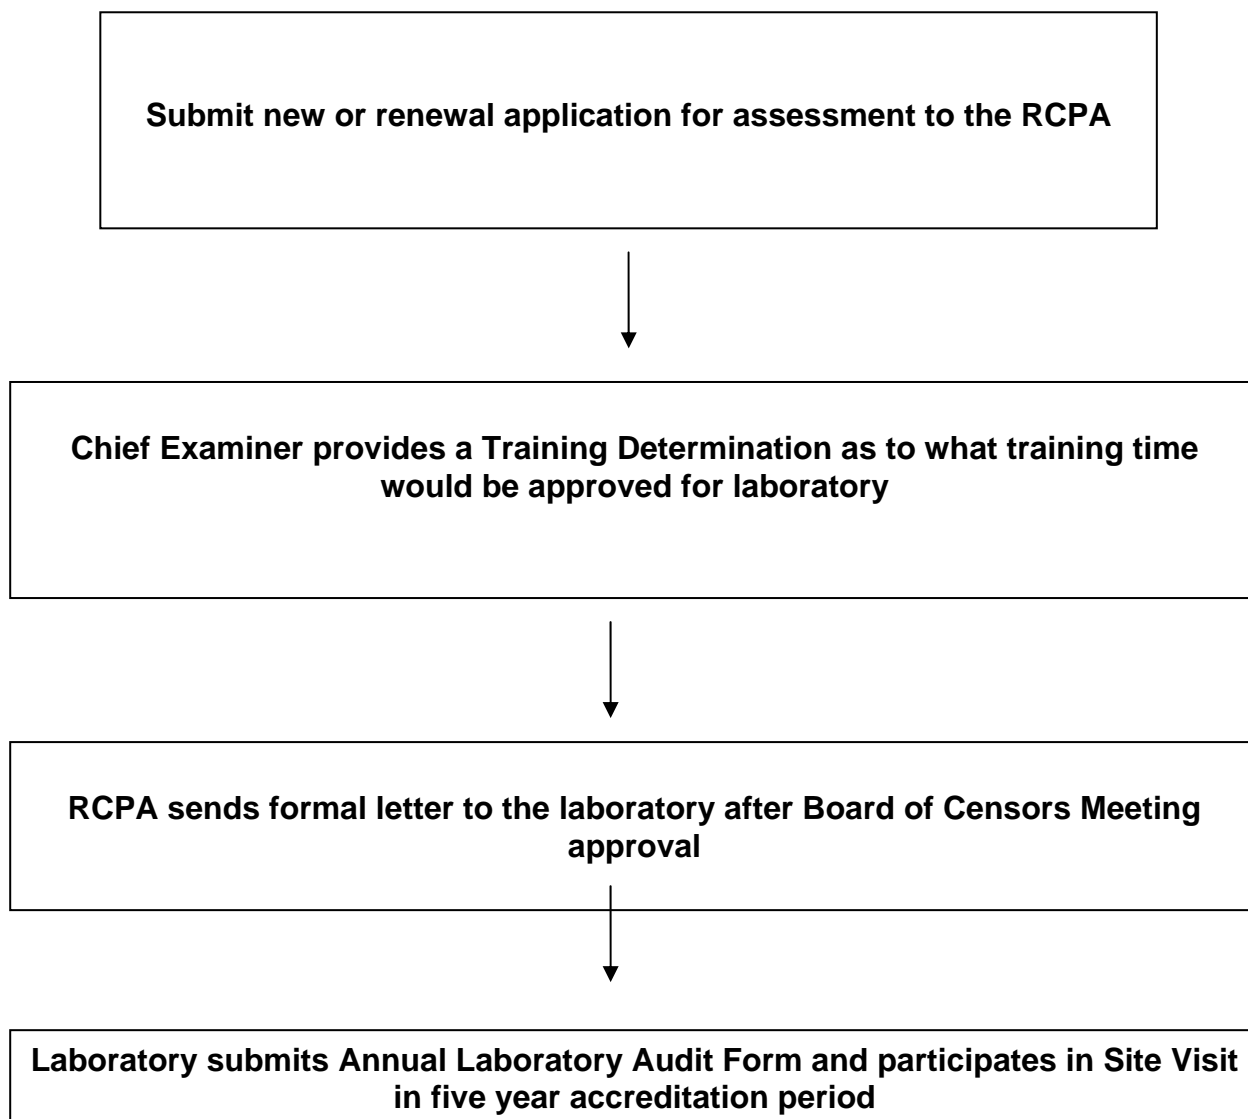 Submit new or renewal application for assessment to the RCPA
Chief Examiner provides a Training Determination as to what training time
would be approved for laboratory
RCPA sends formal letter to the laboratory after Board of Censors Meeting
approval
Laboratory submits Annual Laboratory Audit Form and participates in Site Visit
in five year accreditation period